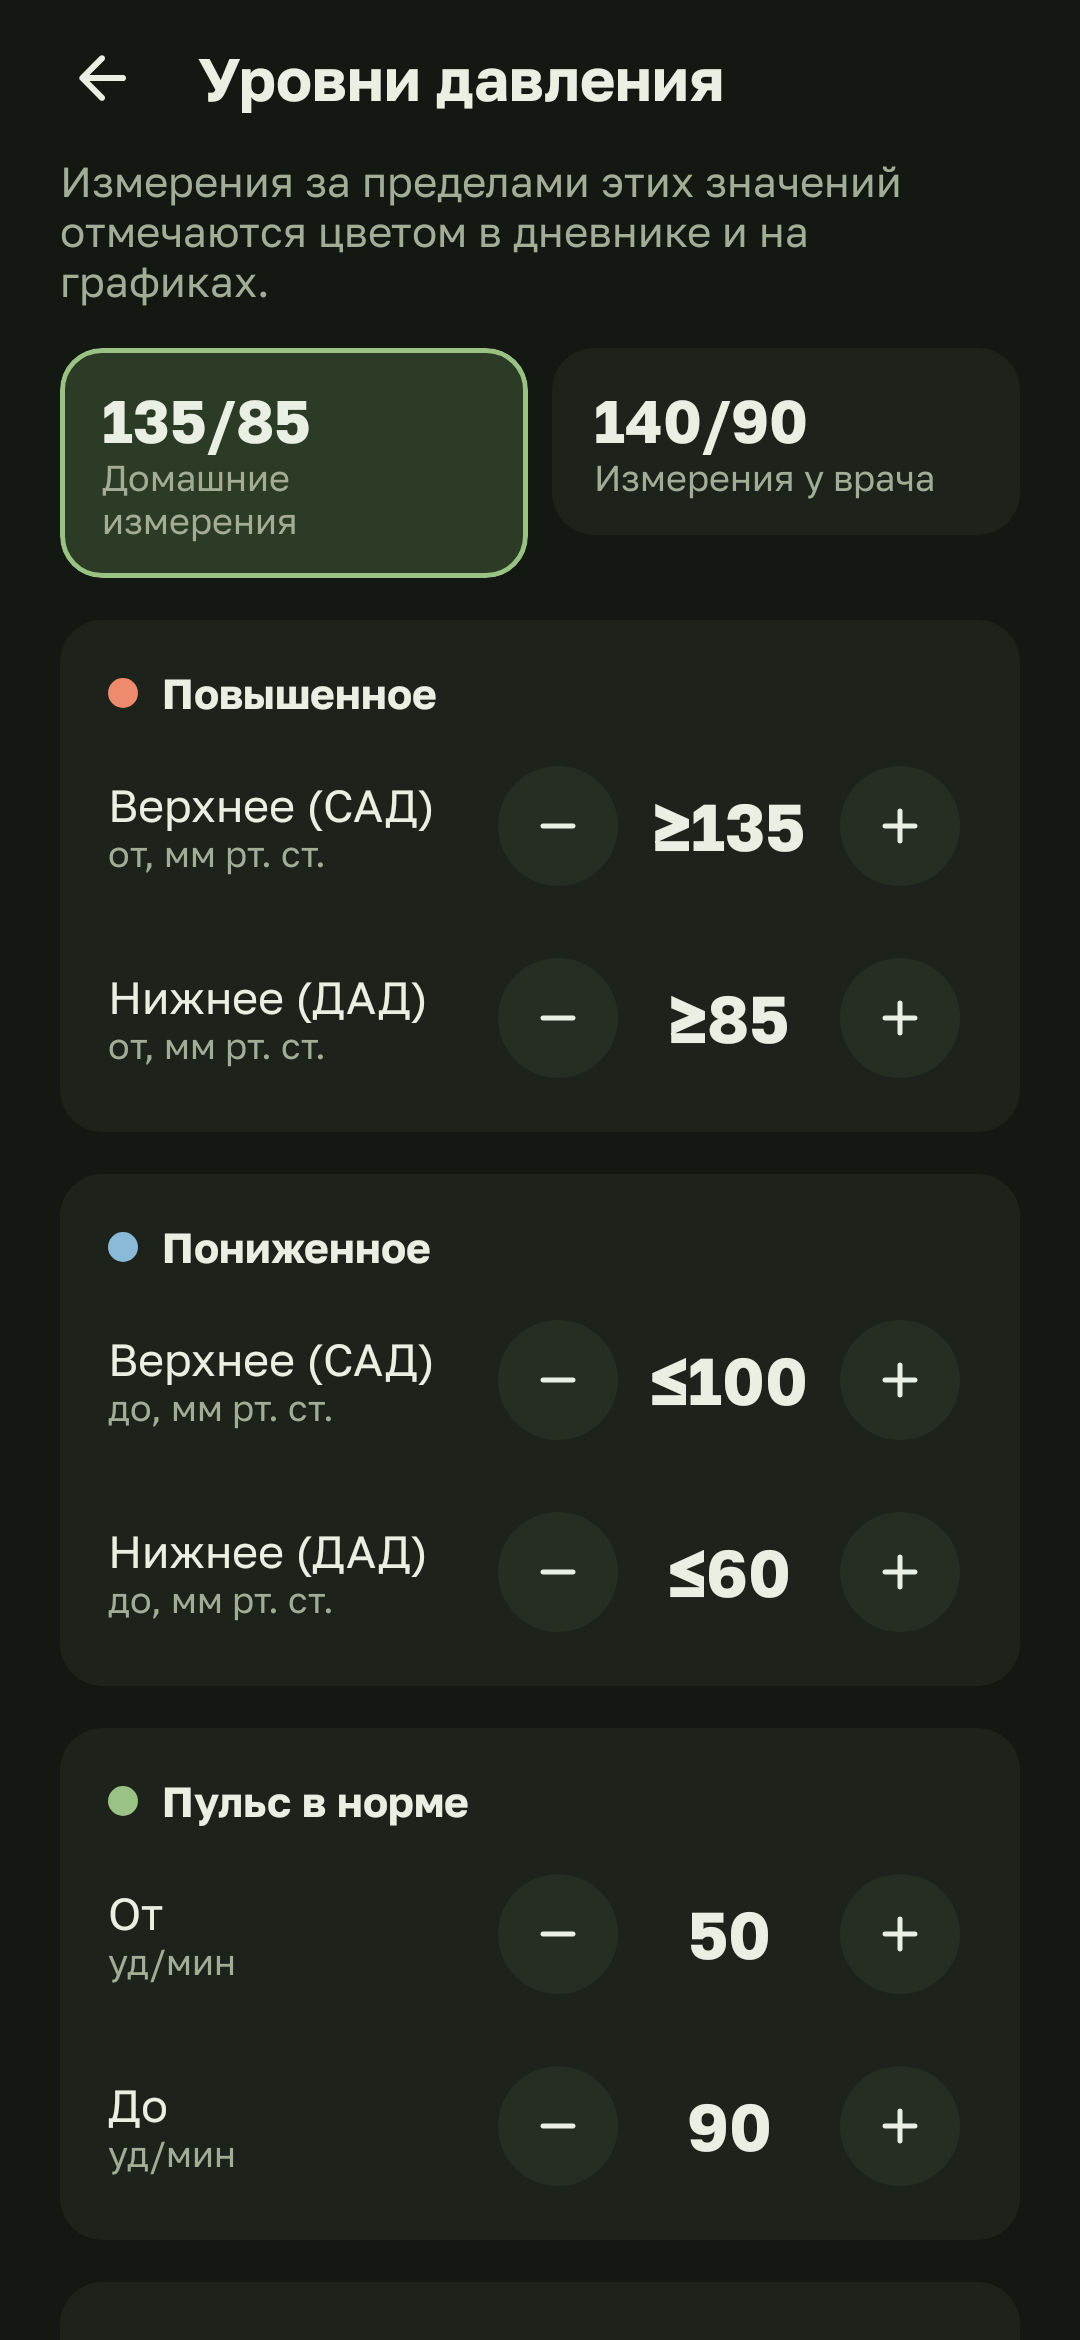 Уровни давления
Измерения за пределами этих значений
отмечаются цветом в дневнике и на
графиках.
135/85
Домашние
измерения
140/90
Измерения у врача
Повышенное
Верхнее (САД)
от, мм рт. ст.
− ≥135 +
Нижнее (ДАД)
от, мм рт. ст.
− ≥85 +
Пониженное
Верхнее (САД)
до, мм рт. ст.
− ≤100 +
Нижнее (ДАД)
до, мм рт. ст.
− ≤60 +
Пульс в норме
От
уд/мин
− 50 +
До
уд/мин
− 90 +